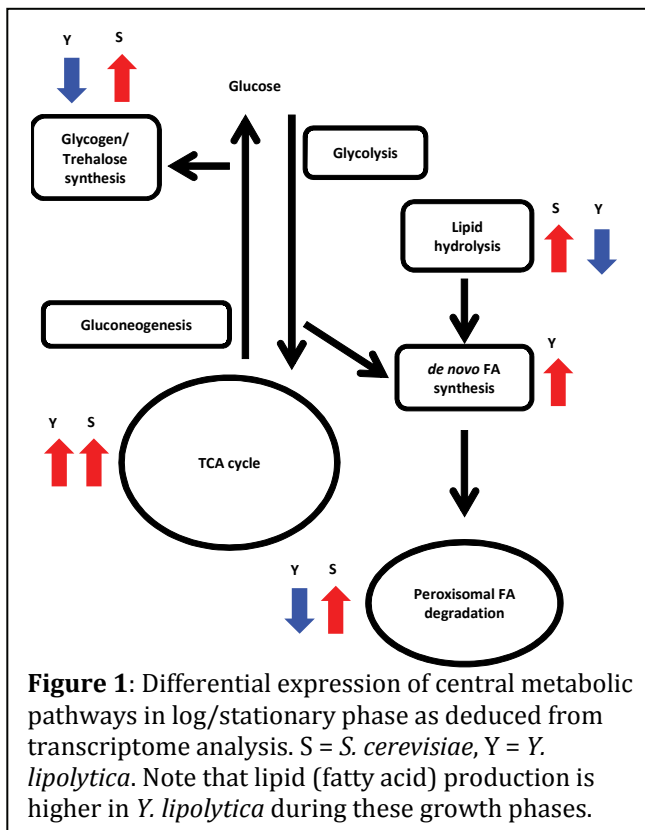 Y S
Glucose
Glycogen/
Trehalose
synthesis
Glycolysis
Lipid
hydrolysis
S Y
Gluconeogenesis
de novo FA
synthesis
Y
Y S
TCA cycle
Y S
Peroxisomal FA
degradation
Figure 1: Differential expression of central metabolic
pathways in log/stationary phase as deduced from
transcriptome analysis. S = S. cerevisiae, Y = Y.
lipolytica. Note that lipid (fatty acid) production is
higher in Y. lipolytica during these growth phases.